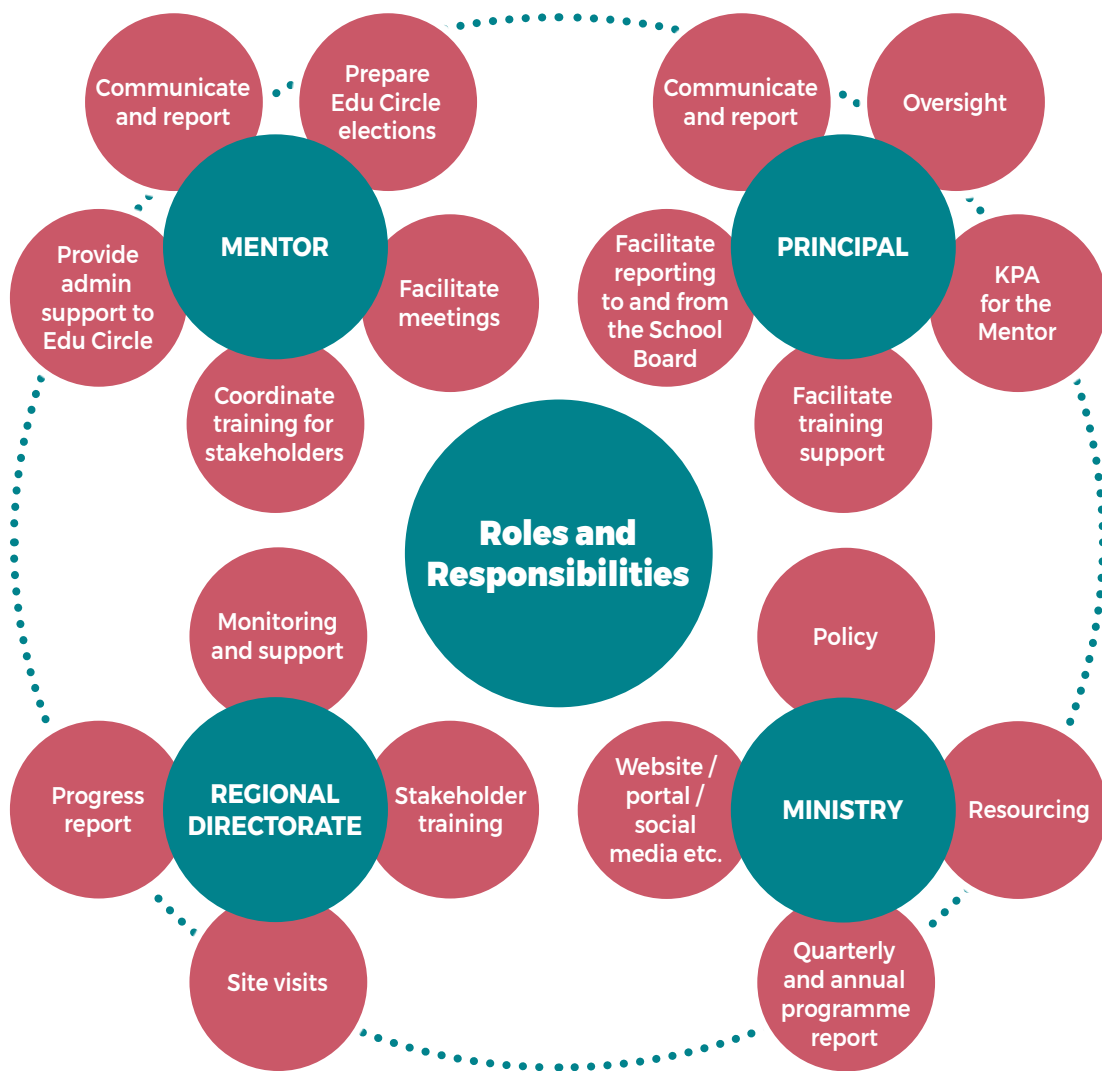 Communicate
and report
Prepare
Edu Circle
elections
Provide
admin
support to
Edu Circle
MENTOR
Facilitate
meetings
Coordinate
training for
stakeholders
Communicate
and report
Oversight
Facilitate
reporting
to and from
the School
Board
PRINCIPAL
KPA
for the
Mentor
Facilitate
training
support
Roles and
Responsibilities
Monitoring
and support
Progress
report
REGIONAL
DIRECTORATE
Stakeholder
training
Site visits
Policy
Website /
portal /
social
media etc.
MINISTRY
Resourcing
Quarterly
and annual
programme
report